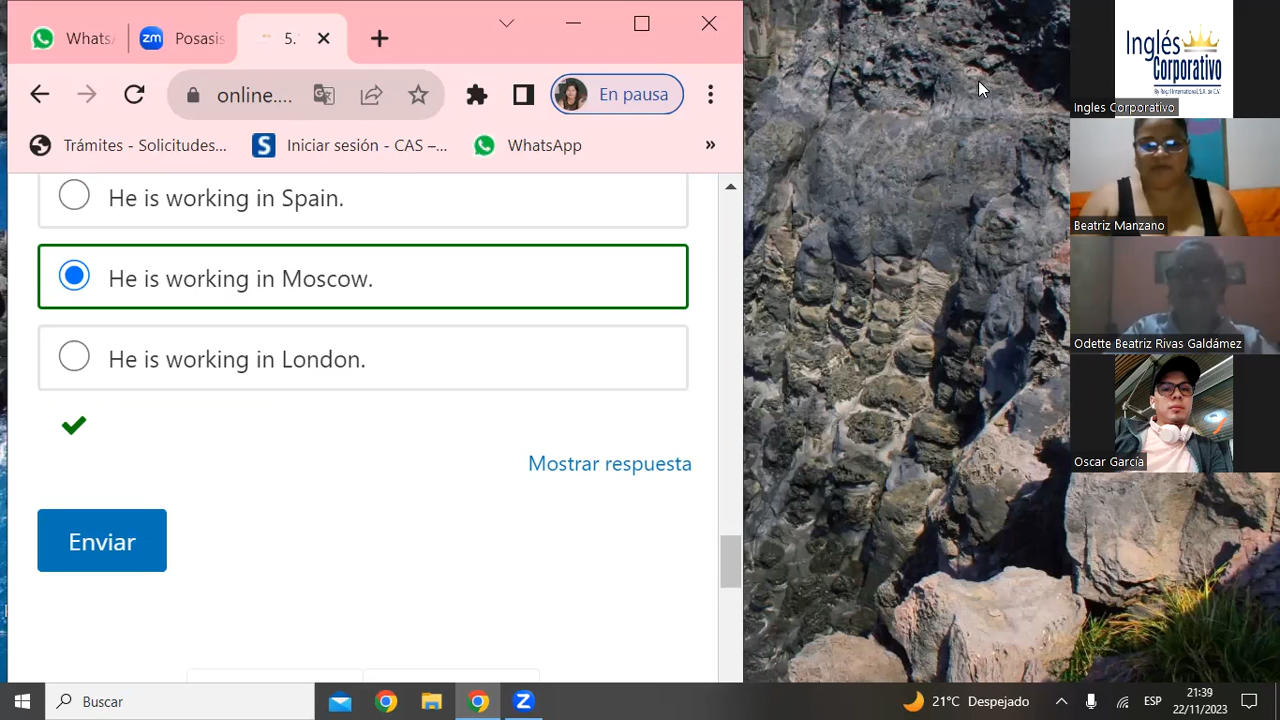 WhatsA
zm
Posasis
5.
online....
En pausa
Trámites - Solicitudes...
S
Iniciar sesión - CAS –...
WhatsApp
»
He is working in Spain.
He is working in Moscow.
He is working in London.
Mostrar respuesta
Enviar
Inglés
Corporativo
Ingles Corporativo
Beatriz Manzano
Odette Beatriz Rivas Galdámez
Oscar García
Buscar
21°C Despejado
ESP
21:39
22/11/2023